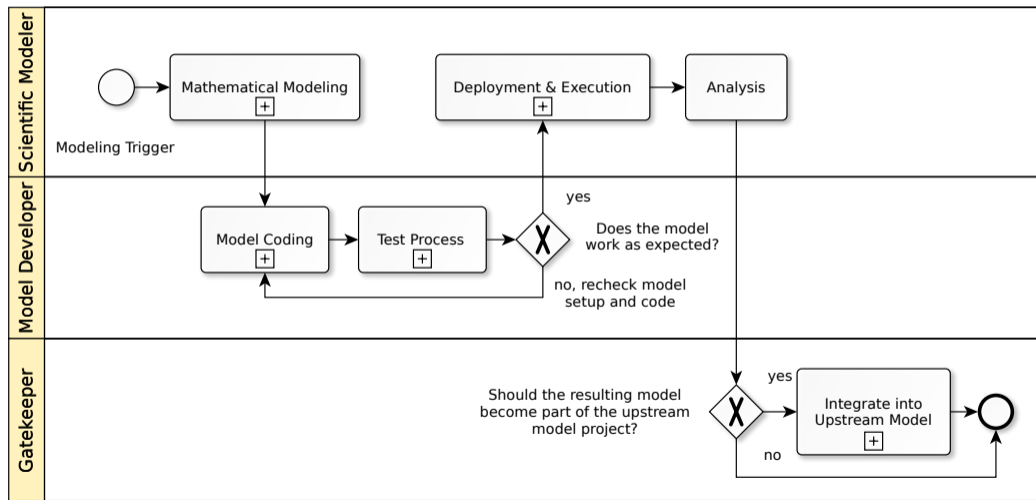 Scientific Modeler
Mathematical Modeling
Deployment & Execution
Analysis
Modeling Trigger
Model Developer
yes
Does the model
work as expected?
Model Coding
Test Process
no, recheck model
setup and code
Gatekeeper
yes
Should the resulting model
become part of the upstream
model project?
Integrate into
Upstream Model
no